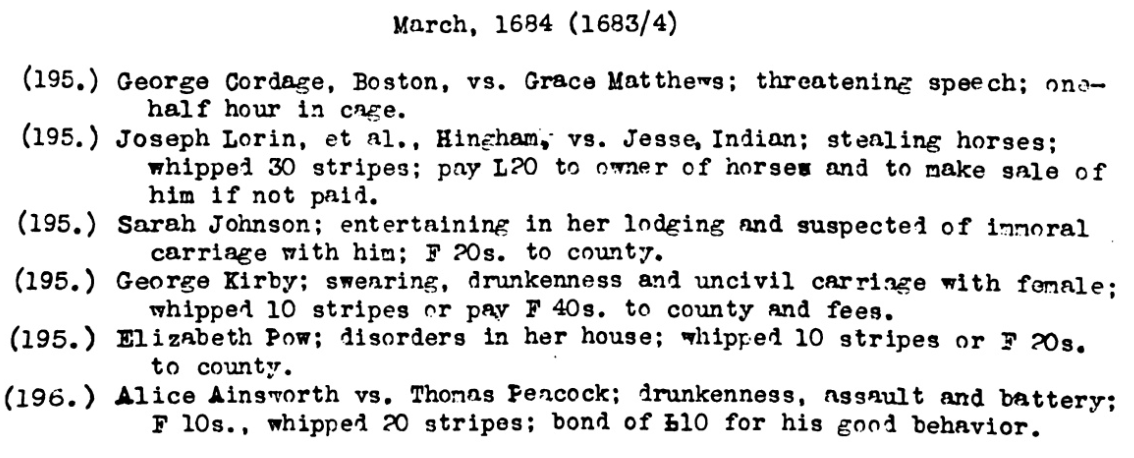 March, 1684 (1683/4)
(195.) George Cordage, Boston, vs. Grace Matthews; threatening speech; one-
half hour in cage.
(195.) Joseph Lorin, et al., Hingham, vs. Jesse, Indian; stealing horses;
whipped 30 stripes; pay L20 to owner of horses and to make sale of
him if not paid.
(195.) Sarah Johnson; entertaining in her lodging and suspected of immoral
carriage with him; F 20s. to county.
(195.) George Kirby; swearing, drunkenness and uncivil carriage with female;
whipped 10 stripes or pay F 40s. to county and fees.
(195.) Elizabeth Pow; disorders in her house; whipped 10 stripes or F 20s.
to county.
(196.) Alice Ainsworth vs. Thomas Peacock; drunkenness, assault and battery;
F 10s., whipped 20 stripes; bond of £10 for his good behavior.